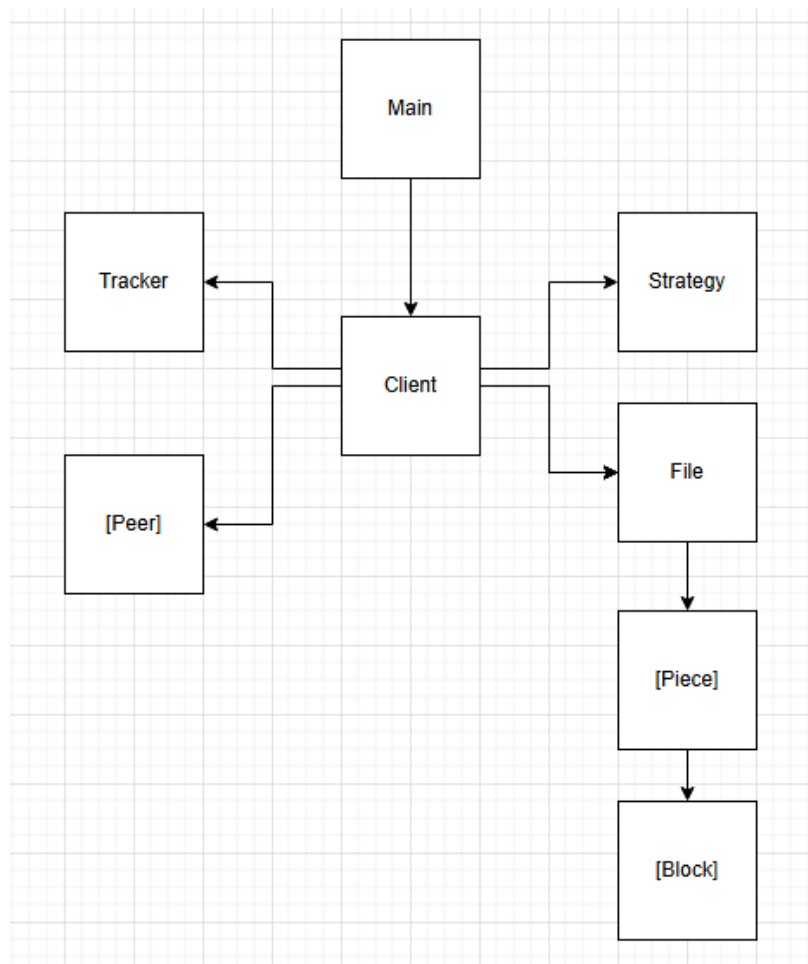 Main
Tracker
Strategy
Client
File
[Peer]
[Piece]
[Block]